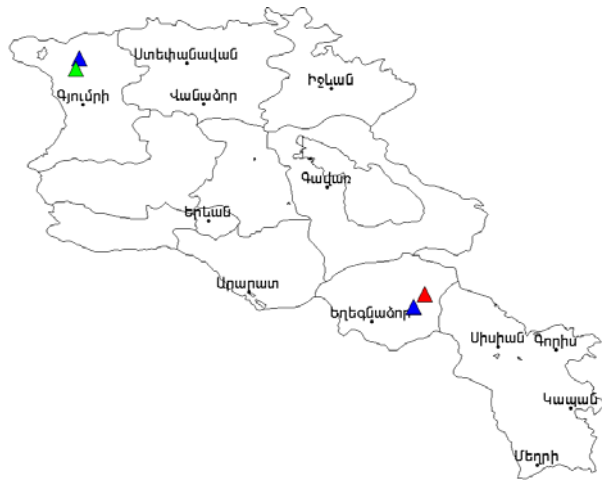 Ստեփանավան
Իջևան
Գյումրի
Վանաձոր
Գավառ
Երևան
Արարատ
Եղեգնաձոր
Սիսիան
Գորիս
Կապան
Մեղրի